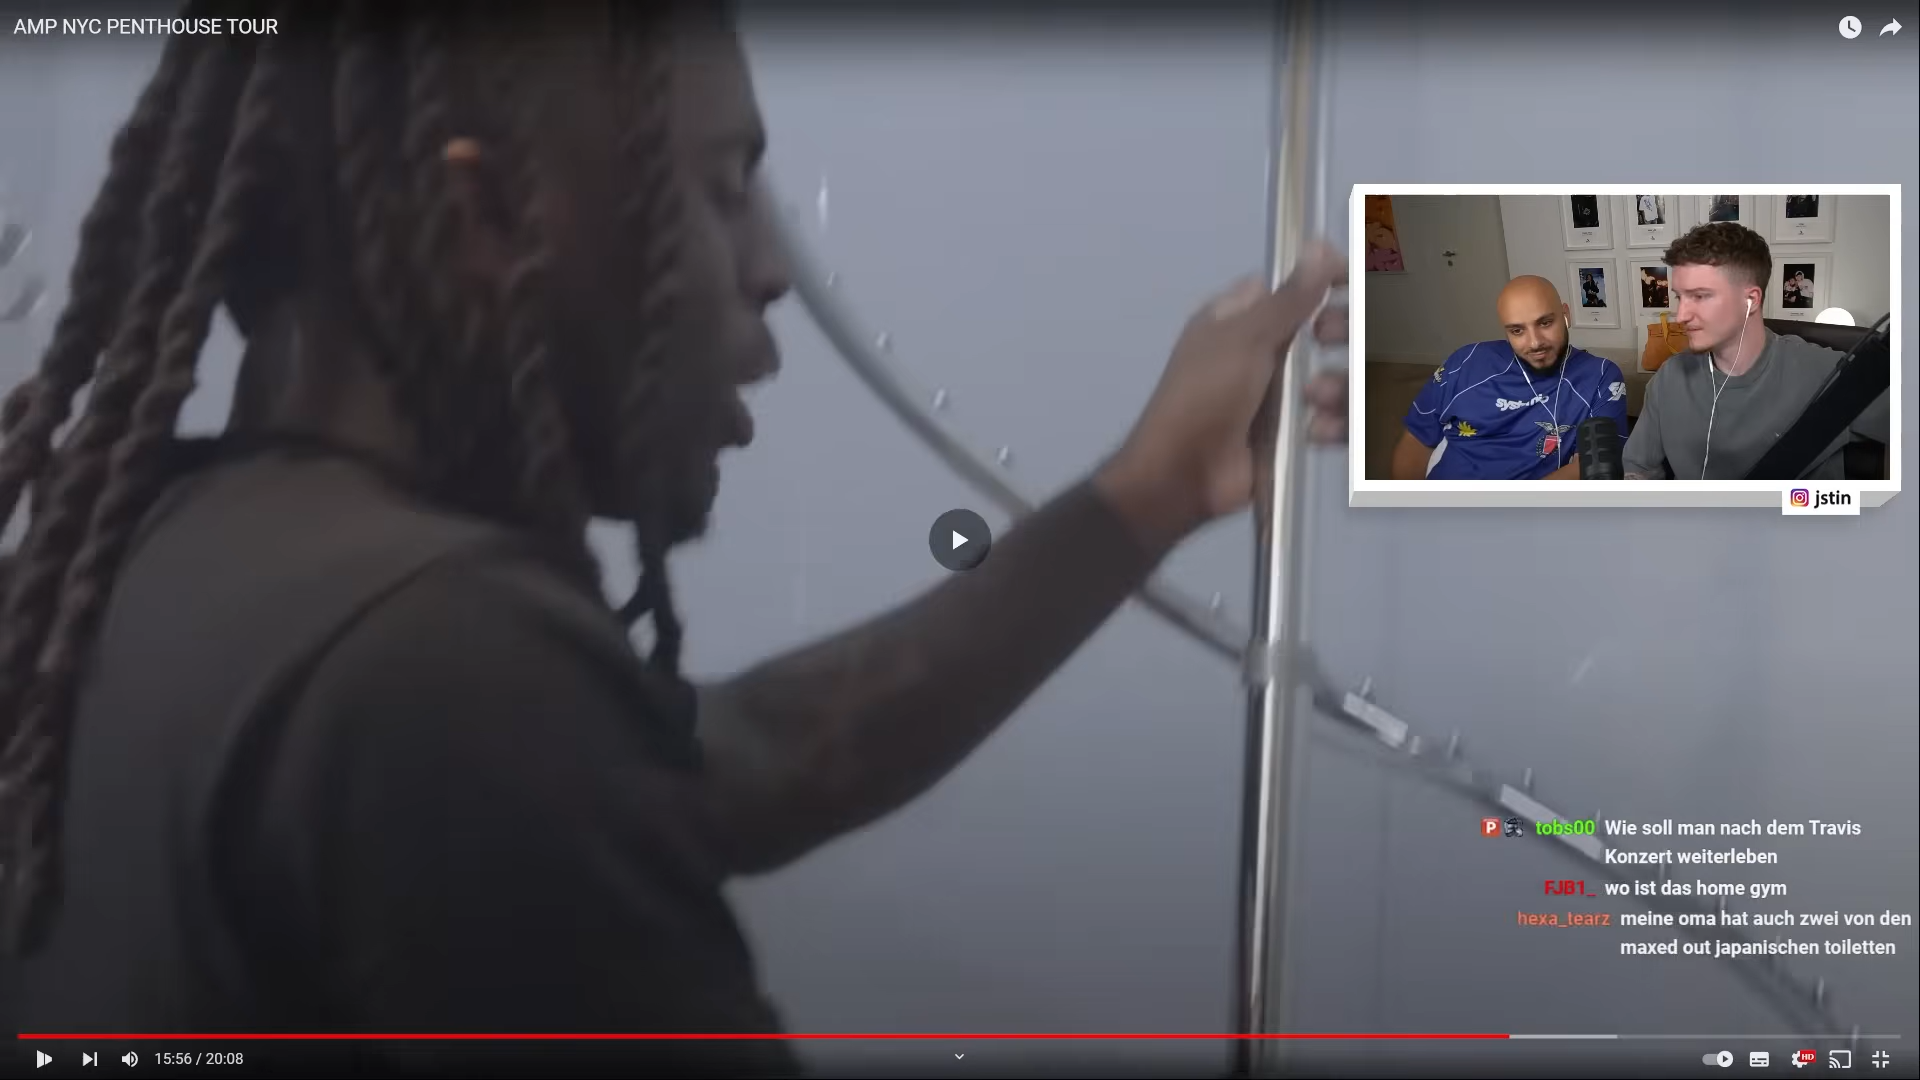 AMP NYC PENTHOUSE TOUR
jstin
tobs00 Wie soll man nach dem Travis
Konzert weiterleben
FJB1_ wo ist das home gym
hexa_tearz meine oma hat auch zwei von den
maxed out japanischen toiletten
15:56 / 20:08
HD